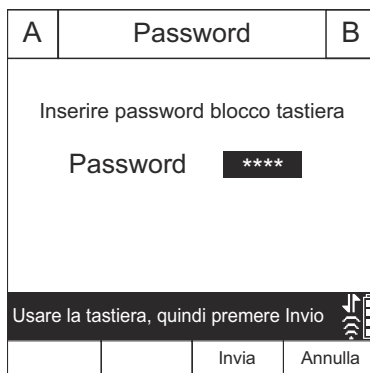 A Password B
Inserire password blocco tastiera
Password ****
Usare la tastiera, quindi premere Invio
Invia Annulla